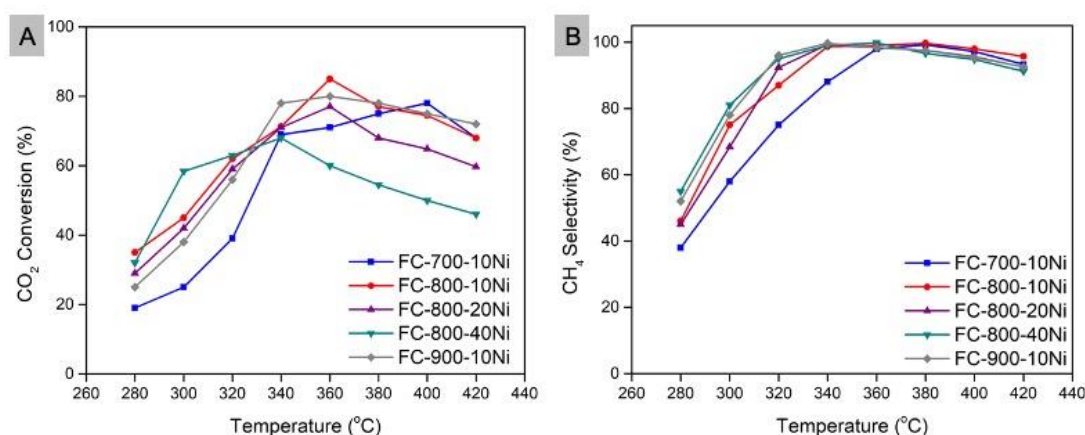 A
CO2 Conversion (%)
100
80
60
40
20
0
260 280 300 320 340 360 380 400 420 440
Temperature (oC)
FC-700-10Ni
FC-800-10Ni
FC-800-20Ni
FC-800-40Ni
FC-900-10Ni
B
CH4 Selectivity (%)
100
80
60
40
20
0
260 280 300 320 340 360 380 400 420 440
Temperature (oC)
FC-700-10Ni
FC-800-10Ni
FC-800-20Ni
FC-800-40Ni
FC-900-10Ni